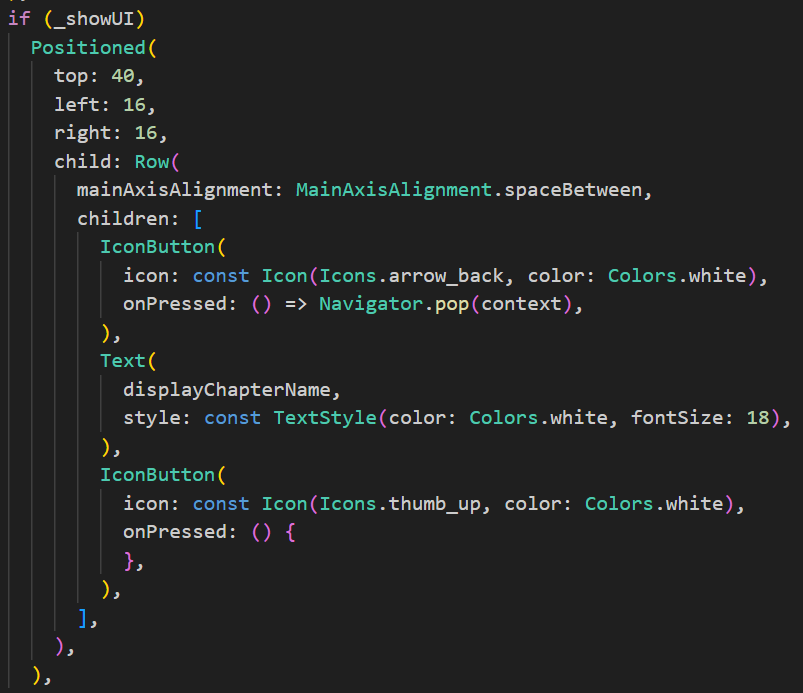 if (_showUI)
  Positioned(
    top: 40,
    left: 16,
    right: 16,
    child: Row(
      mainAxisAlignment: MainAxisAlignment.spaceBetween,
      children: [
        IconButton(
          icon: const Icon(Icons.arrow_back, color: Colors.white),
          onPressed: () => Navigator.pop(context),
        ),
        Text(
          displayChapterName,
          style: const TextStyle(color: Colors.white, fontSize: 18),
        ),
        IconButton(
          icon: const Icon(Icons.thumb_up, color: Colors.white),
          onPressed: () {
          },
        ),
      ],
    ),
  ),